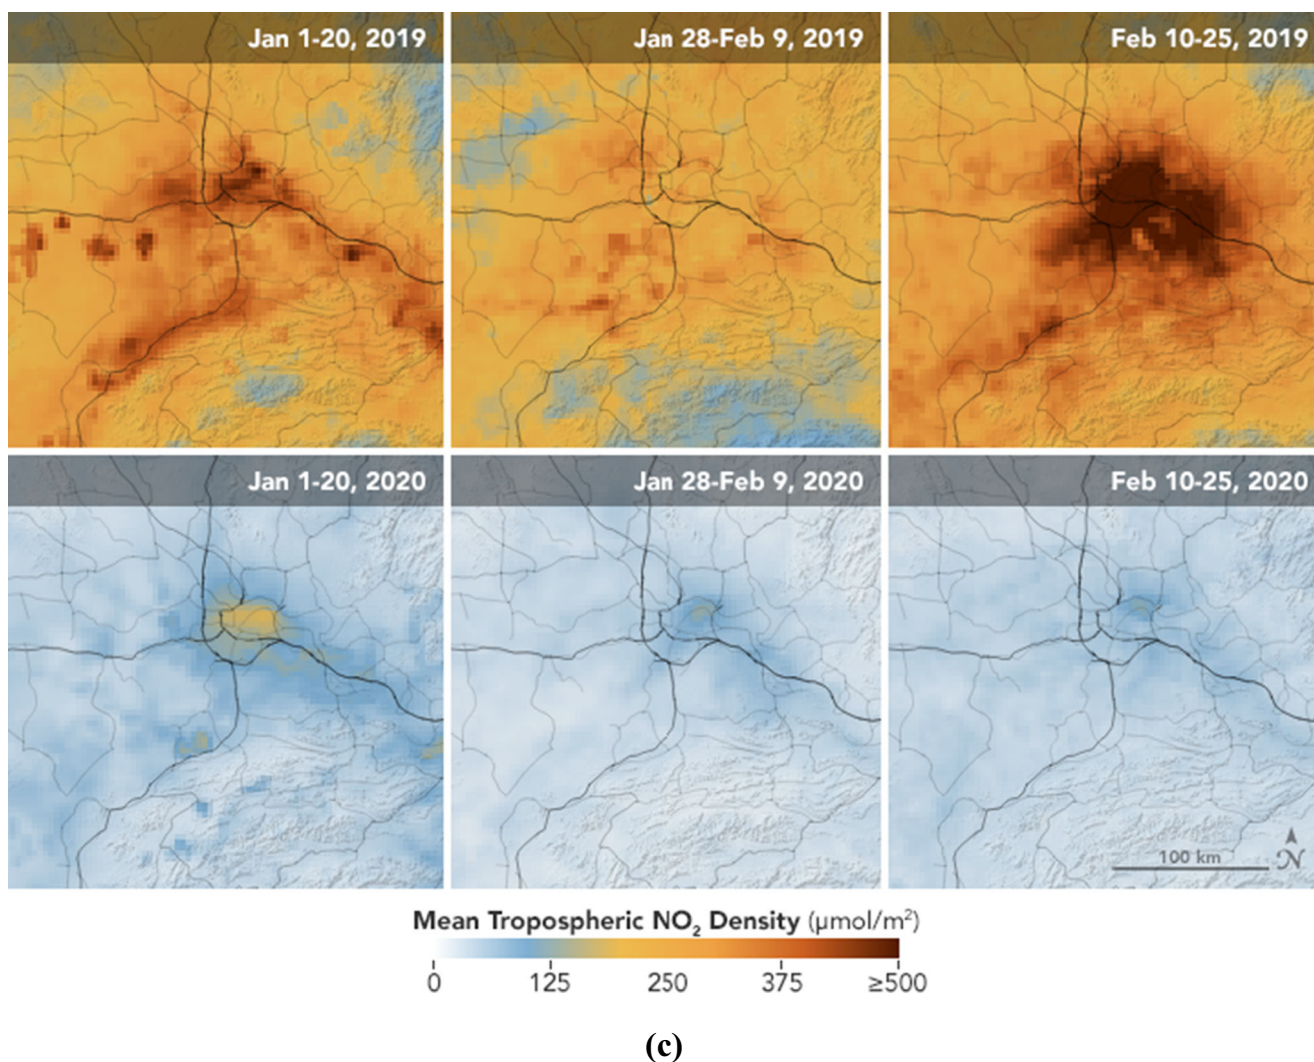 Jan 1-20, 2019
Jan 28-Feb 9, 2019
Feb 10-25, 2019
Jan 1-20, 2020
Jan 28-Feb 9, 2020
Feb 10-25, 2020
100 km
N
Mean Tropospheric NO₂ Density (µmol/m²)
0 125 250 375 ≥500
(c)